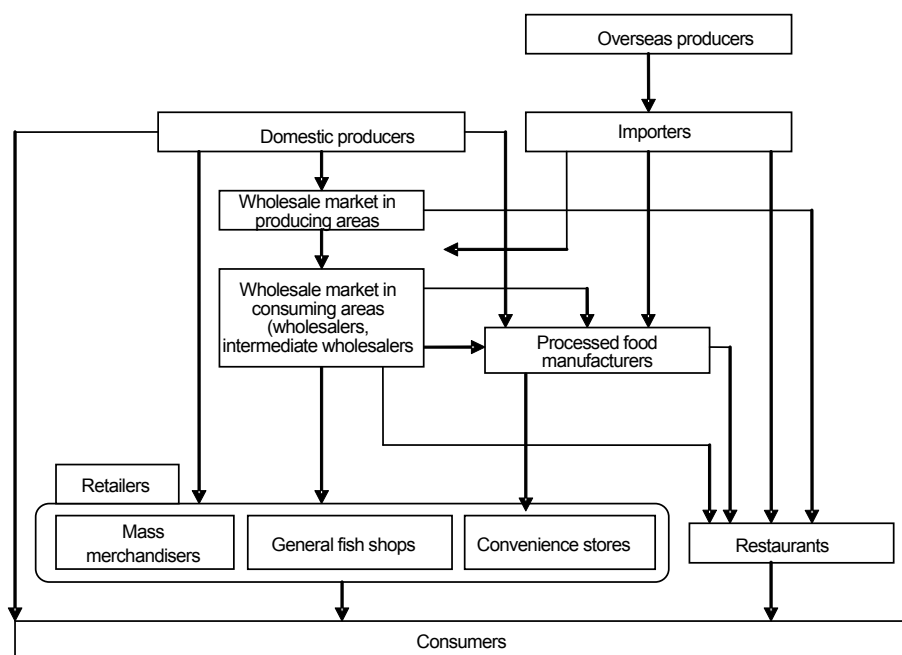 Overseas producers
Domestic producers
Importers
Wholesale market in
producing areas
Wholesale market in
consuming areas
(wholesalers,
intermediate wholesalers
Processed food
manufacturers
Retailers
Mass
merchandisers
General fish shops
Convenience stores
Restaurants
Consumers